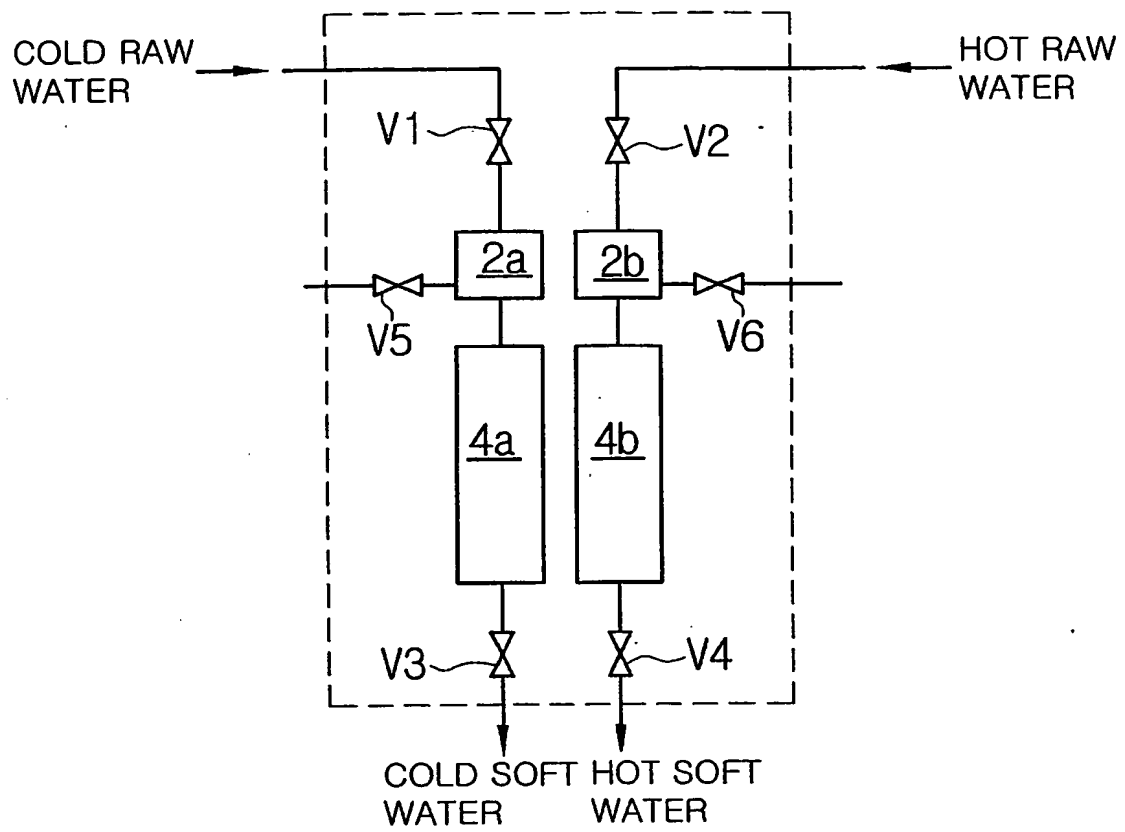 COLD RAW
WATER
HOT RAW
WATER
V1
V2
2a
2b
V5
V6
4a
4b
V3
V4
COLD SOFT
WATER
HOT SOFT
WATER